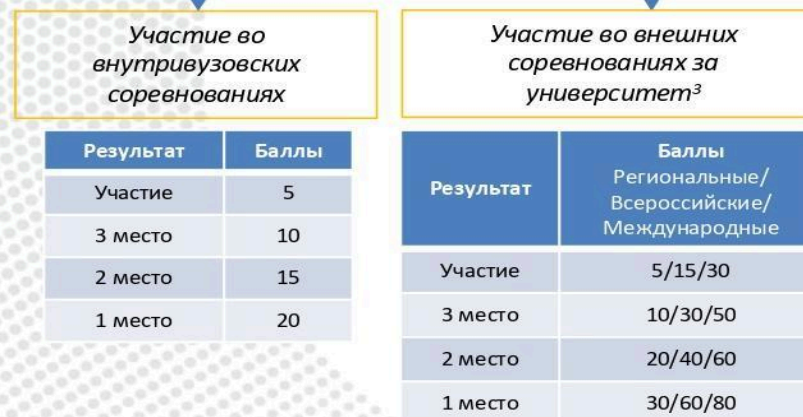 Участие во
внутривузовских
соревнованиях
Результат Баллы
Участие 5
3 место 10
2 место 15
1 место 20
Участие во внешних
соревнованиях за
университет³
Результат Баллы
Региональные/
Всероссийские/
Международные
Участие 5/15/30
3 место 10/30/50
2 место 20/40/60
1 место 30/60/80